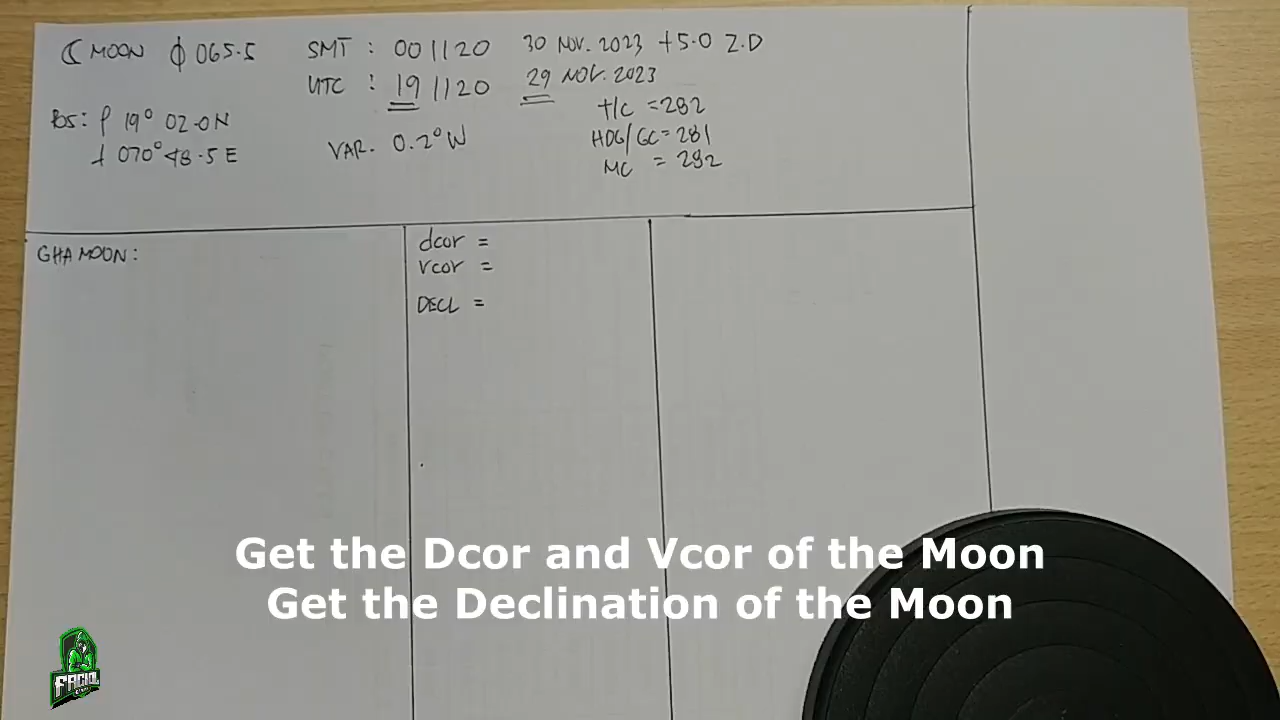 ☾ MOON ϕ 065.5
SMT : 001120 30 NOV. 2023 +5.0 Z.D
UTC : 191120 29 NOV. 2023
POS: φ 19° 02.0N
λ 070° 48.5 E
VAR. 0.2° W
T/C = 282
HDG/GC = 281
MC = 282
GHA MOON:
dcor =
vcor =
DECL =
Get the Dcor and Vcor of the Moon
Get the Declination of the Moon
FACIOL